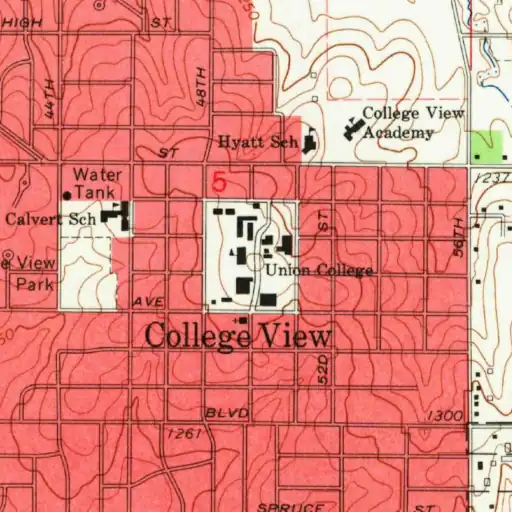 HIGH ST
250
44TH
48TH
College View
Academy
Hyatt Sch
ST
Water
Tank
5
1237
Calvert Sch
ST
56TH
View
Park
Union College
AVE
College View
52D
BLVD
1300
1261
SPRUCE ST